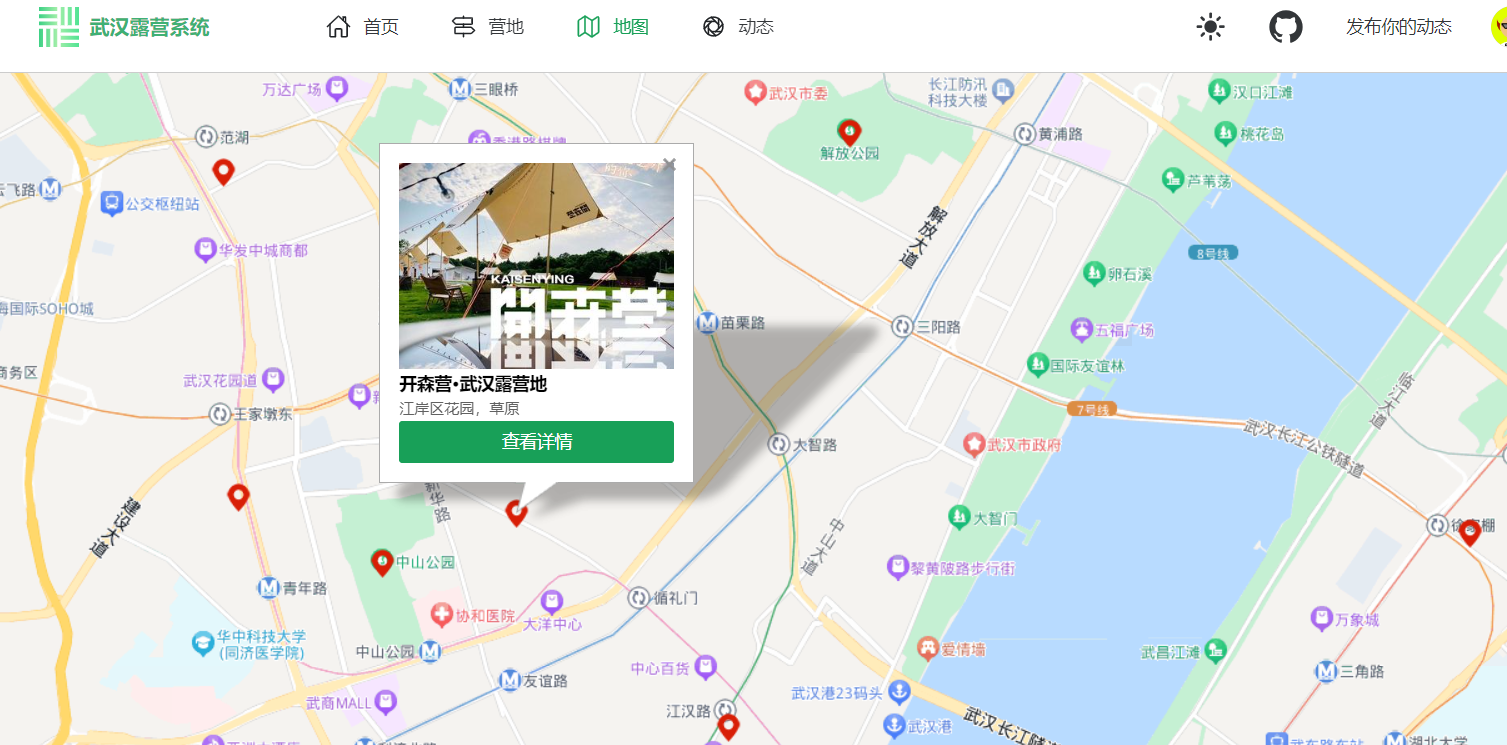 武汉露营系统
首页
营地
地图
动态
发布你的动态
万达广场
三眼桥
武汉市委
长江防汛
科技大楼
汉口江滩
范湖
香港路棋牌
黄浦路
桃花岛
解放公园
云飞路
公交枢纽站
芦苇荡
解放大道
华发中城商都
8号线
卵石溪
海国际SOHO城
KAISENYING
開森营
苗栗路
三阳路
五福广场
国际友谊林
商务区
武汉花园道
开森营•武汉露营地
江岸区花园，草原
查看详情
王家墩东
7号线
临江大道
武汉长江公铁隧道
大智路
武汉市政府
新华路
建设大道
中山大道
大智门
徐家棚
中山公园
黎黄陂路步行街
青年路
协和医院
大洋中心
循礼门
万象城
华中科技大学
(同济医学院)
中山公园
爱情墙
武昌江滩
中心百货
三角路
友谊路
武汉港23码头
武商MALL
江汉路
武汉港
武汉长江隧
湖北大学